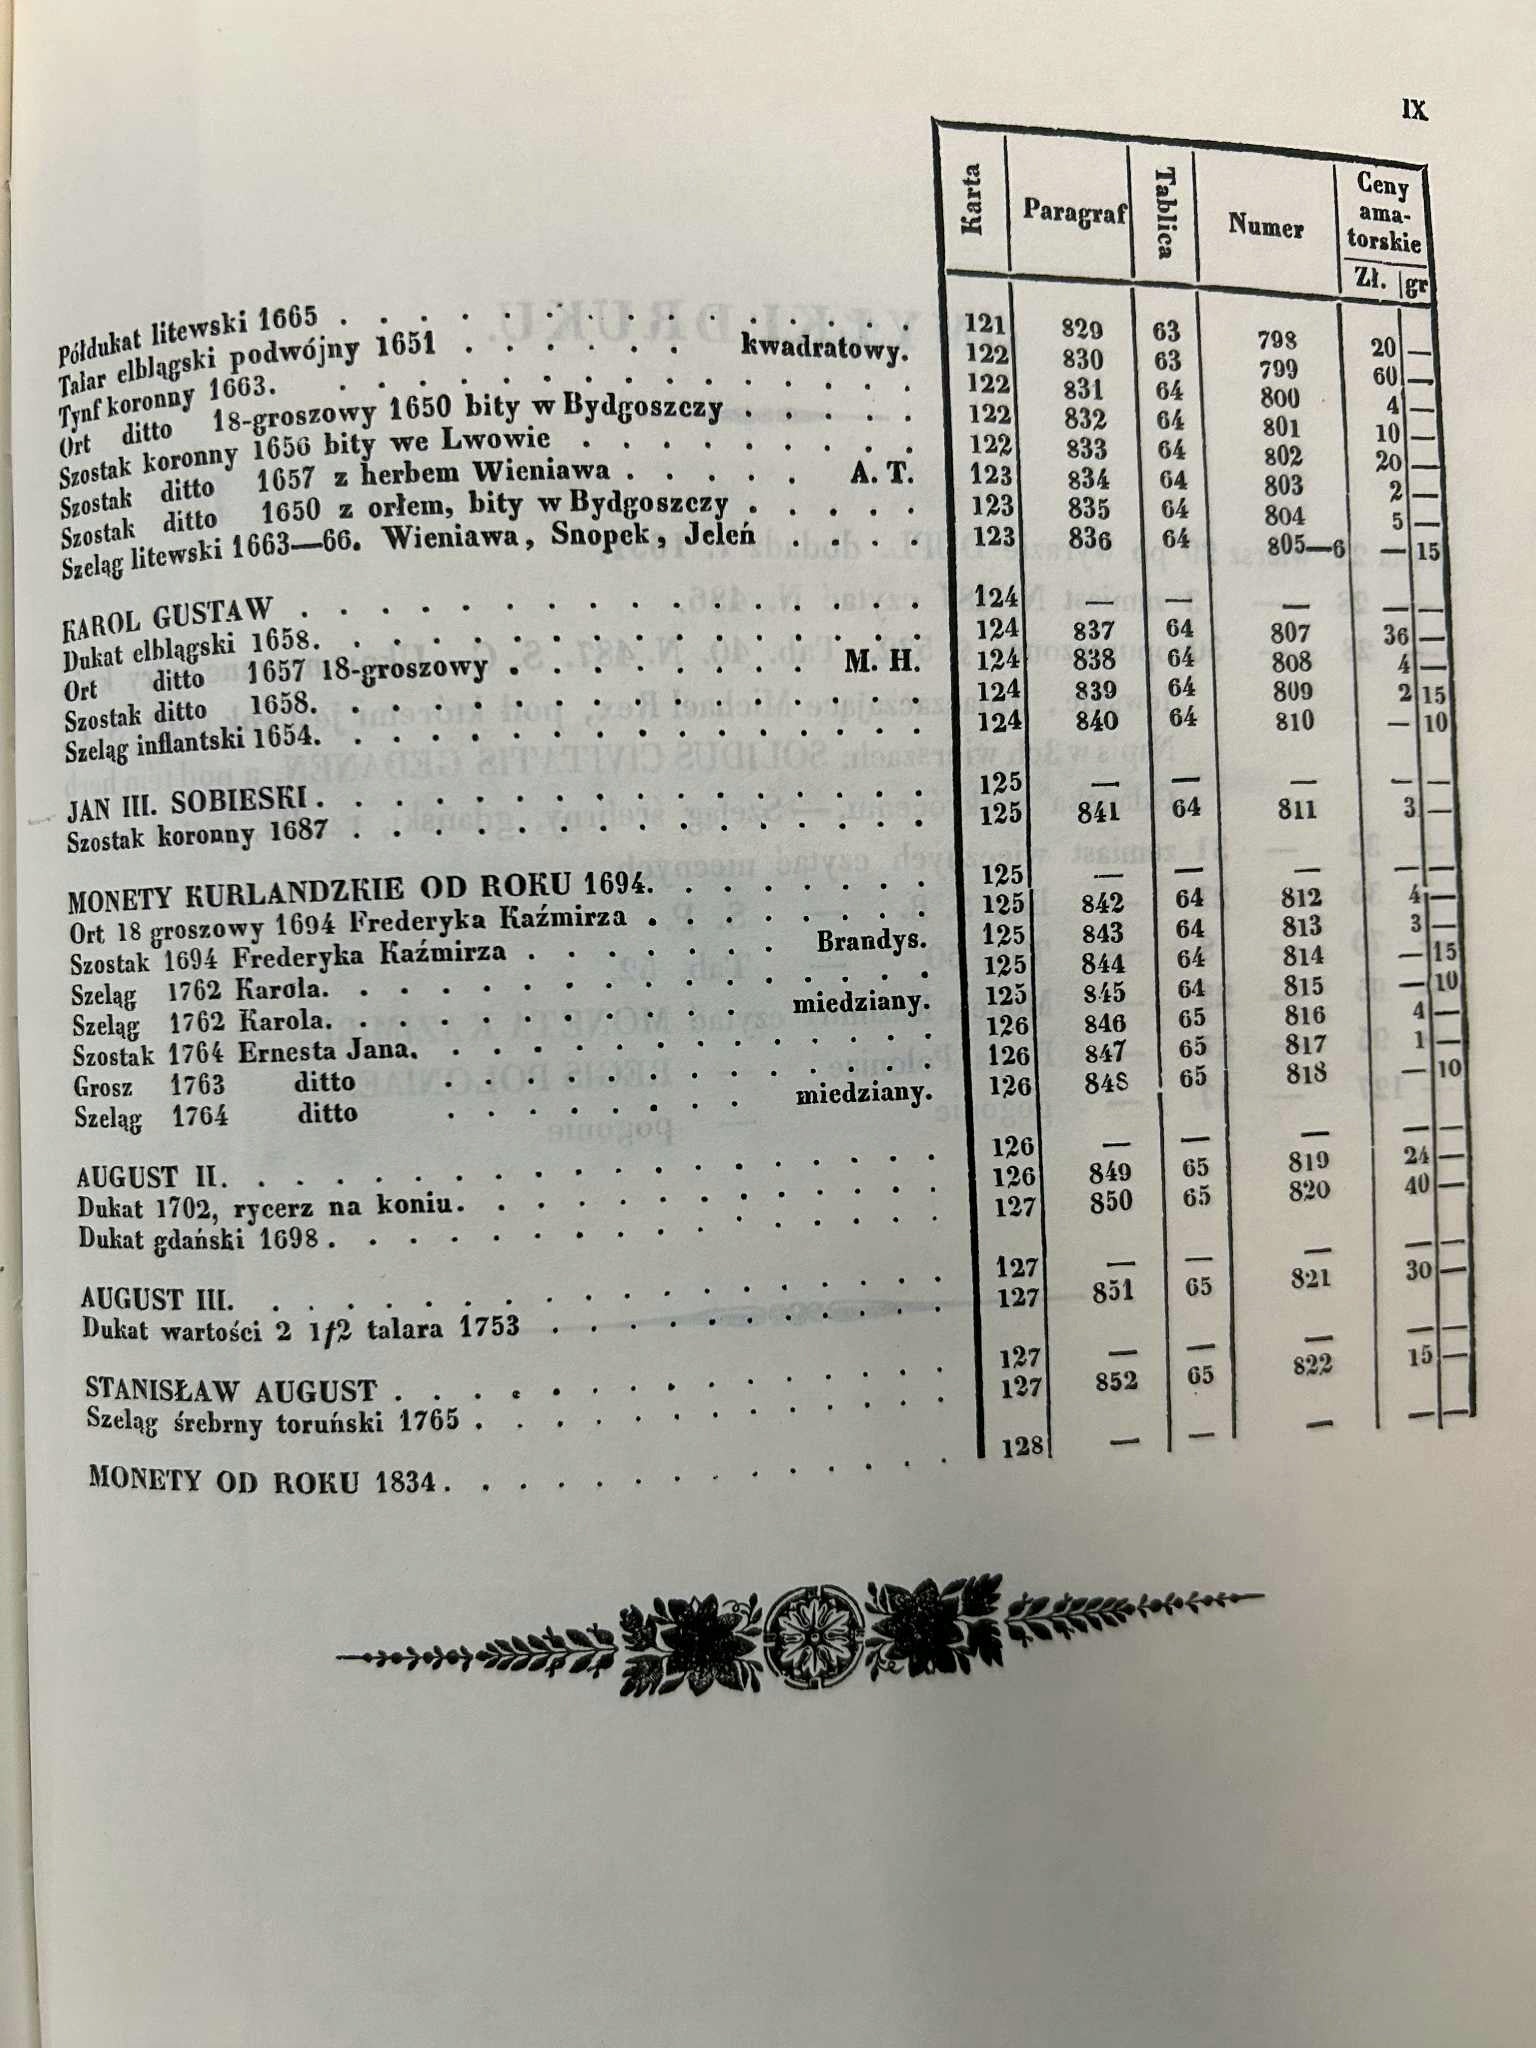 IX
Karta Paragraf Tablica Numer Ceny ama-torskie
Zł. gr
Półdukat litewski 1665 . . . . . . . . . . . . . . 121 829 63 798 20 —
Talar elblągski podwójny 1651 . . . . . . kwadratowy. 122 830 63 799 60 —
Tynf koronny 1663. . . . . . . . . . . . . 122 831 64 800 4 —
Ort ditto 18-groszowy 1650 bity w Bydgoszczy . . . . . 122 832 64 801 10 —
Szostak koronny 1656 bity we Lwowie . . . . . . . . . 122 833 64 802 20 —
Szostak ditto 1657 z herbem Wieniawa . . . . . A. T. 123 834 64 803 2 —
Szostak ditto 1650 z orłem, bity w Bydgoszczy . . . . . 123 835 64 804 5 —
Szeląg litewski 1663—66. Wieniawa, Snopek, Jeleń . . . . 123 836 64 805—6 — 15
KAROL GUSTAW . . . . . . . . . . . . . . . 124 — — — — —
Dukat elblągski 1658. . . . . . . . . . . . . . . 124 837 64 807 36 —
Ort ditto 1657 18-groszowy . . . . . . . . M. H. 124 838 64 808 4 —
Szostak ditto 1658. . . . . . . . . . . . . . . 124 839 64 809 2 15
Szeląg inflantski 1654. . . . . . . . . . . . . . . 124 840 64 810 — 10
JAN III. SOBIESKI . . . . . . . . . . . . . . . 125 — — — — —
Szostak koronny 1687 . . . . . . . . . . . . . . 125 841 64 811 3 —
MONETY KURLANDZKIE OD ROKU 1694. . . . . . . . 125 — — — — —
Ort 18 groszowy 1694 Frederyka Kaźmirza . . . . . . . . 125 842 64 812 4 —
Szostak 1694 Frederyka Kaźmirza . . . . . . . Brandys. 125 843 64 813 3 —
Szeląg 1762 Karola. . . . . . . . . . . . . . . 125 844 64 814 — 15
Szeląg 1762 Karola. . . . . . . . . . . miedziany. 125 845 64 815 — 10
Szostak 1764 Ernesta Jana. . . . . . . . . . . . . 126 846 65 816 4 —
Grosz 1763 ditto . . . . . . . . . . . . 126 847 65 817 1 —
Szeląg 1764 ditto . . . . . . . . miedziany. 126 848 65 818 — 10
AUGUST II. . . . . . . . . . . . . . . . . 126 — — — — —
Dukat 1702, rycerz na koniu. . . . . . . . . . . . 126 849 65 819 24 —
Dukat gdański 1698 . . . . . . . . . . . . . . . 127 850 65 820 40 —
AUGUST III. . . . . . . . . . . . . . . . . 127 — — — — —
Dukat wartości 2 1/2 talara 1753 . . . . . . . . . . 127 851 65 821 30 —
STANISŁAW AUGUST . . . . . . . . . . . . . . 127 — — — — —
Szeląg śrebrny toruński 1765 . . . . . . . . . . . . 127 852 65 822 15 —
MONETY OD ROKU 1834. . . . . . . . . . . . . 128 — — — — —